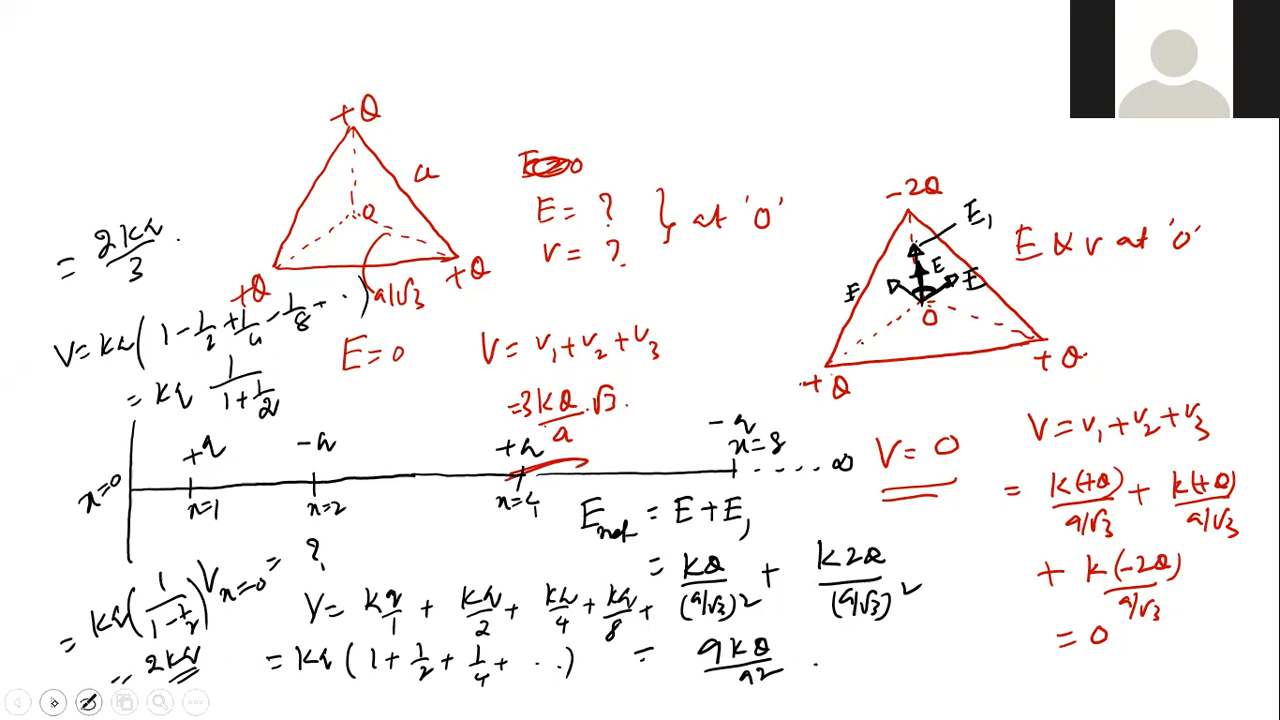 +Q
a
O
+Q
+Q
a/√3
E = ?
V = ?
} at 'O'
E = 0
V = V₁ + V₂ + V₃
= 3kQ/a . √3 .
-2Q
E₁
E
E
E
O
+Q
+Q
E & V at 'O'
V = V₁ + V₂ + V₃
= k(+Q)/(a/√3) + k(+Q)/(a/√3)
+ k(-2Q)/(a/√3)
= 0
V = 0
E_net = E + E₁
= kQ/(a/√3)² + k2Q/(a/√3)²
= 9kQ/a² .
V = kq ( 1 - 1/2 + 1/4 - 1/8 + ..)
= kq 1/(1 + 1/2)
= 2kq/3 .
x=0
+q
x=1
-q
x=2
+q
x=4
-q
x=8
.... ∞
V_x=0 = ?
V = kq/1 + kq/2 + kq/4 + kq/8 +
= kq ( 1 + 1/2 + 1/4 + ...)
= kq ( 1/(1 - 1/2) )
= 2kq